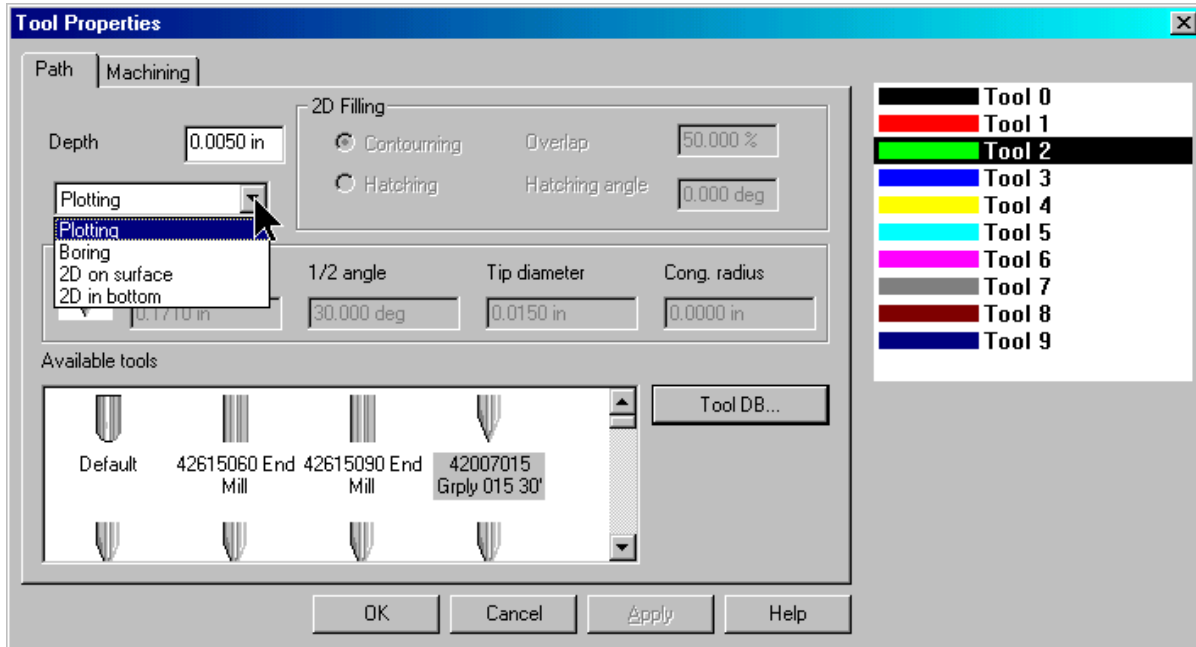 Tool Properties
Path
Machining
Depth
0.0050 in
2D Filling
Contourning
Overlap
50.000 %
Hatching
Hatching angle
0.000 deg
Plotting
Plotting
Boring
2D on surface
2D in bottom
1/2 angle
Tip diameter
Cong. radius
0.1710 in
30.000 deg
0.0150 in
0.0000 in
Available tools
Tool DB...
Default
42615060 End
Mill
42615090 End
Mill
42007015
Grply 015 30'
OK
Cancel
Apply
Help
Tool 0
Tool 1
Tool 2
Tool 3
Tool 4
Tool 5
Tool 6
Tool 7
Tool 8
Tool 9